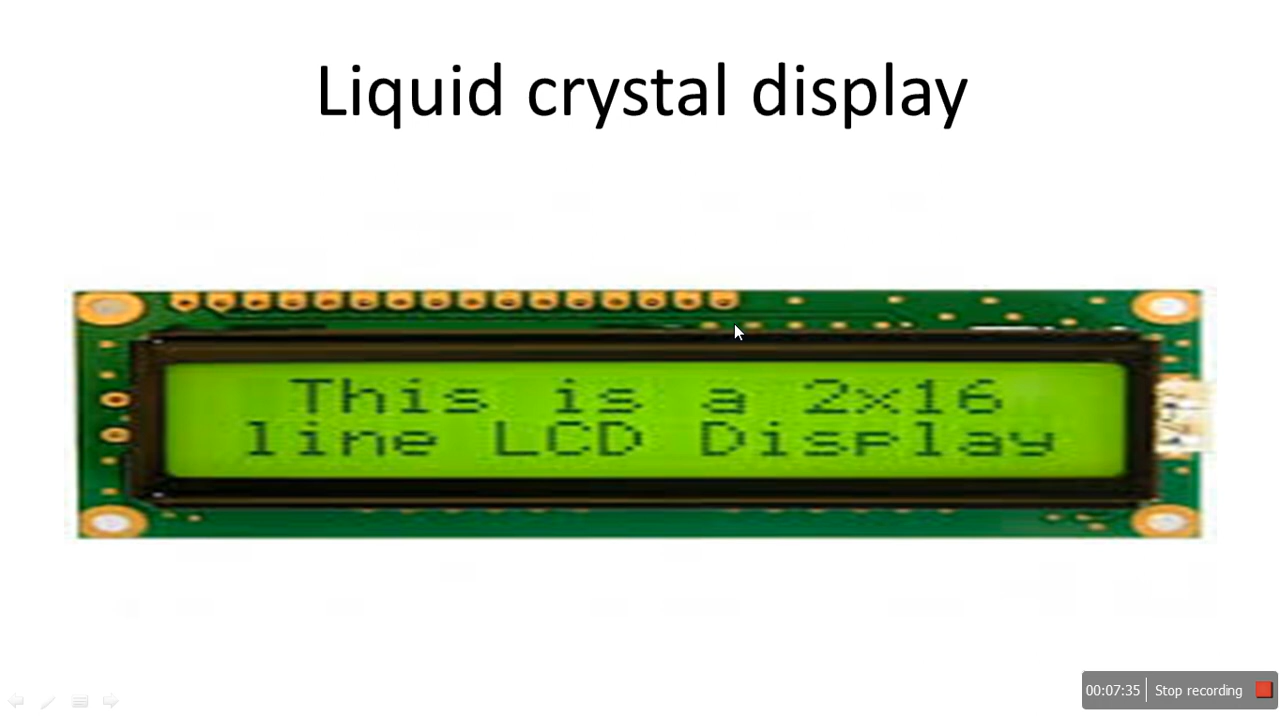 Liquid crystal display
This is a 2x16
line LCD Display
00:07:35 Stop recording